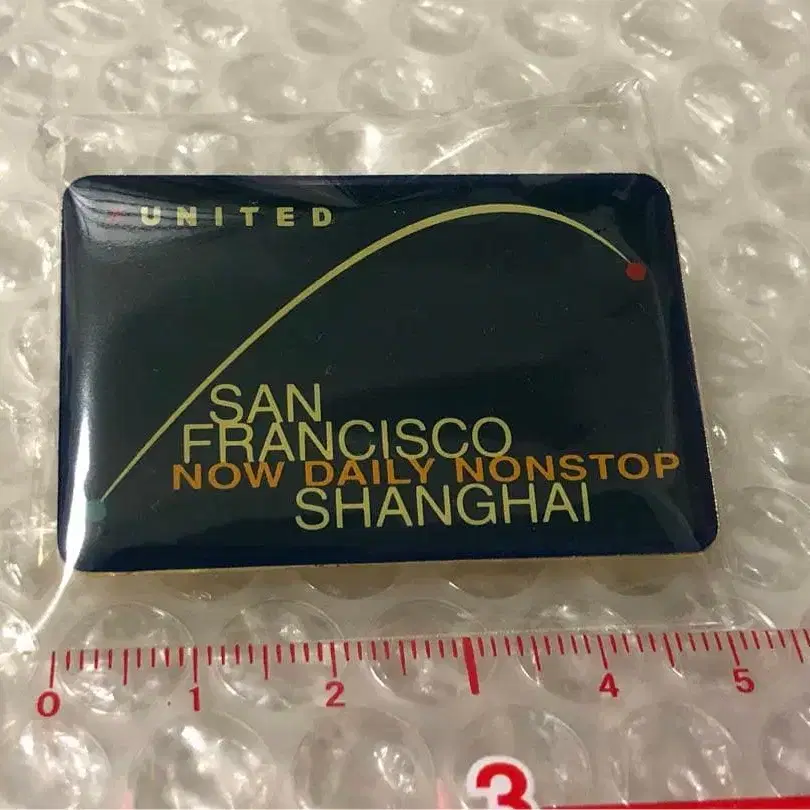 UNITED
SAN
FRANCISCO
NOW DAILY NONSTOP
SHANGHAI
0 1 2 4 5
3